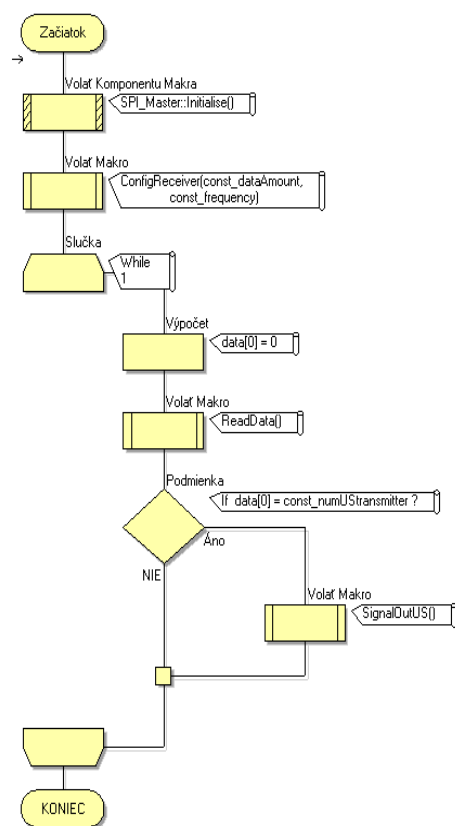 Začiatok
Volať Komponentu Makra
SPI_Master::Initialise()
Volať Makro
ConfigReceiver(const_dataAmount,
const_frequency)
Slučka
While
1
Výpočet
data[0] = 0
Volať Makro
ReadData()
Podmienka
If data[0] = const_numUStransmitter ?
Áno
NIE
Volať Makro
SignalOutUS()
KONIEC